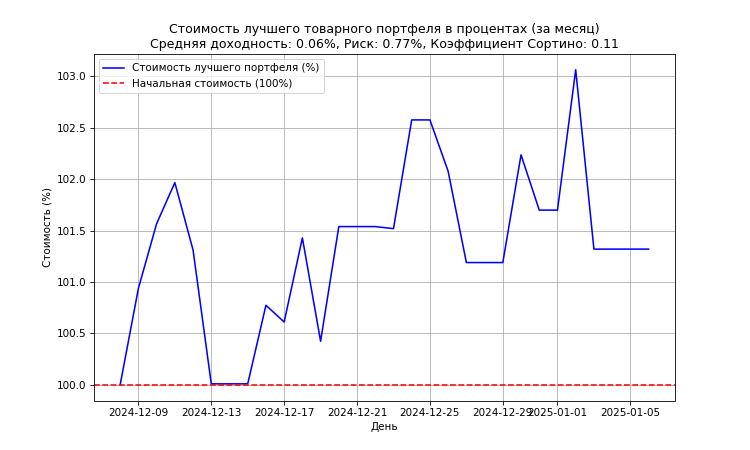 Стоимость лучшего товарного портфеля в процентах (за месяц)
Средняя доходность: 0.06%, Риск: 0.77%, Коэффициент Сортино: 0.11
Стоимость лучшего портфеля (%)
Начальная стоимость (100%)
Стоимость (%)
103.0
102.5
102.0
101.5
101.0
100.5
100.0
2024-12-09
2024-12-13
2024-12-17
2024-12-21
2024-12-25
2024-12-29
2025-01-01
2025-01-05
День